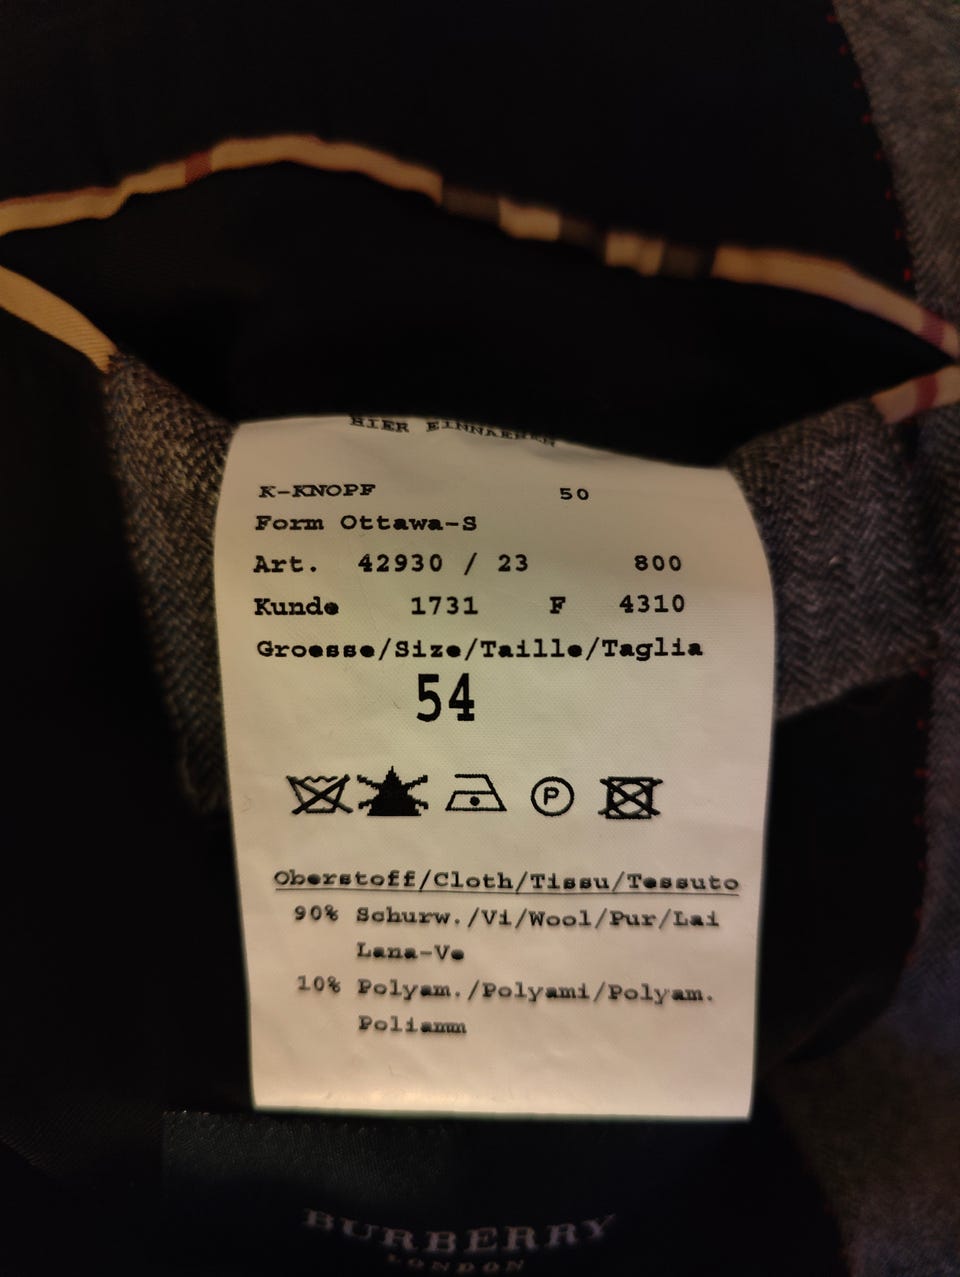 HIER EINNAEHEN
K-KNOPF 50
Form Ottawa-S
Art. 42930 / 23 800
Kunde 1731 F 4310
Groesse/Size/Taille/Taglia
54
P
Oberstoff/Cloth/Tissu/Tessuto
90% Schurw./Vi/Wool/Pur/Lai
Lana-Ve
10% Polyam./Polyami/Polyam.
Poliamm
BURBERRY
LONDON